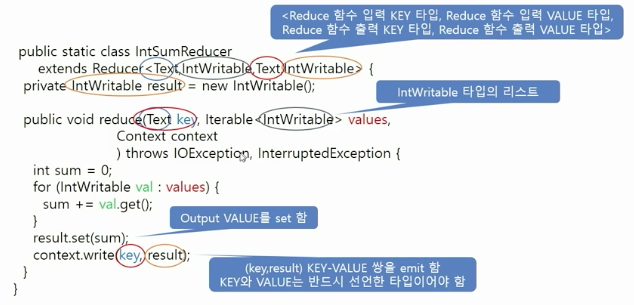 <Reduce 함수 입력 KEY 타입, Reduce 함수 입력 VALUE 타입,
Reduce 함수 출력 KEY 타입, Reduce 함수 출력 VALUE 타입>
public static class IntSumReducer
extends Reducer<Text,IntWritable,Text,IntWritable> {
private IntWritable result = new IntWritable();
IntWritable 타입의 리스트
public void reduce(Text key, Iterable<IntWritable> values,
Context context
) throws IOException, InterruptedException {
int sum = 0;
for (IntWritable val : values) {
sum += val.get();
}
Output VALUE를 set 함
result.set(sum);
context.write(key, result);
(key,result) KEY-VALUE 쌍을 emit 함
KEY와 VALUE는 반드시 선언한 타입이어야 함
}
}